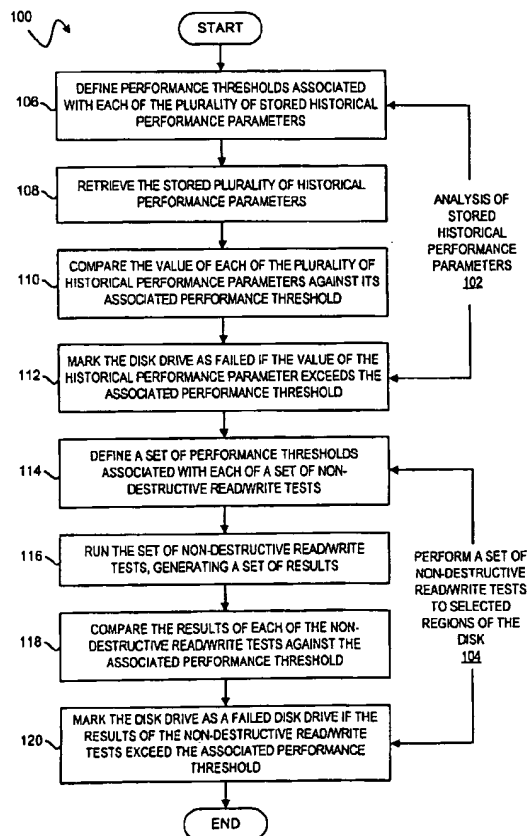 100
START
106
DEFINE PERFORMANCE THRESHOLDS ASSOCIATED
WITH EACH OF THE PLURALITY OF STORED HISTORICAL
PERFORMANCE PARAMETERS
108
RETRIEVE THE STORED PLURALITY OF HISTORICAL
PERFORMANCE PARAMETERS
110
COMPARE THE VALUE OF EACH OF THE PLURALITY OF
HISTORICAL PERFORMANCE PARAMETERS AGAINST ITS
ASSOCIATED PERFORMANCE THRESHOLD
112
MARK THE DISK DRIVE AS FAILED IF THE VALUE OF THE
HISTORICAL PERFORMANCE PARAMETER EXCEEDS THE
ASSOCIATED PERFORMANCE THRESHOLD
ANALYSIS OF
STORED
HISTORICAL
PERFORMANCE
PARAMETERS
102
114
DEFINE A SET OF PERFORMANCE THRESHOLDS
ASSOCIATED WITH EACH OF A SET OF NON-
DESTRUCTIVE READ/WRITE TESTS
116
RUN THE SET OF NON-DESTRUCTIVE READ/WRITE
TESTS, GENERATING A SET OF RESULTS
118
COMPARE THE RESULTS OF EACH OF THE NON-
DESTRUCTIVE READ/WRITE TESTS AGAINST THE
ASSOCIATED PERFORMANCE THRESHOLD
120
MARK THE DISK DRIVE AS A FAILED DISK DRIVE IF THE
RESULTS OF THE NON-DESTRUCTIVE READ/WRITE
TESTS EXCEED THE ASSOCIATED PERFORMANCE
THRESHOLD
PERFORM A SET
OF NON-
DESTRUCTIVE
READ/WRITE TESTS
TO SELECTED
REGIONS OF THE
DISK
104
END